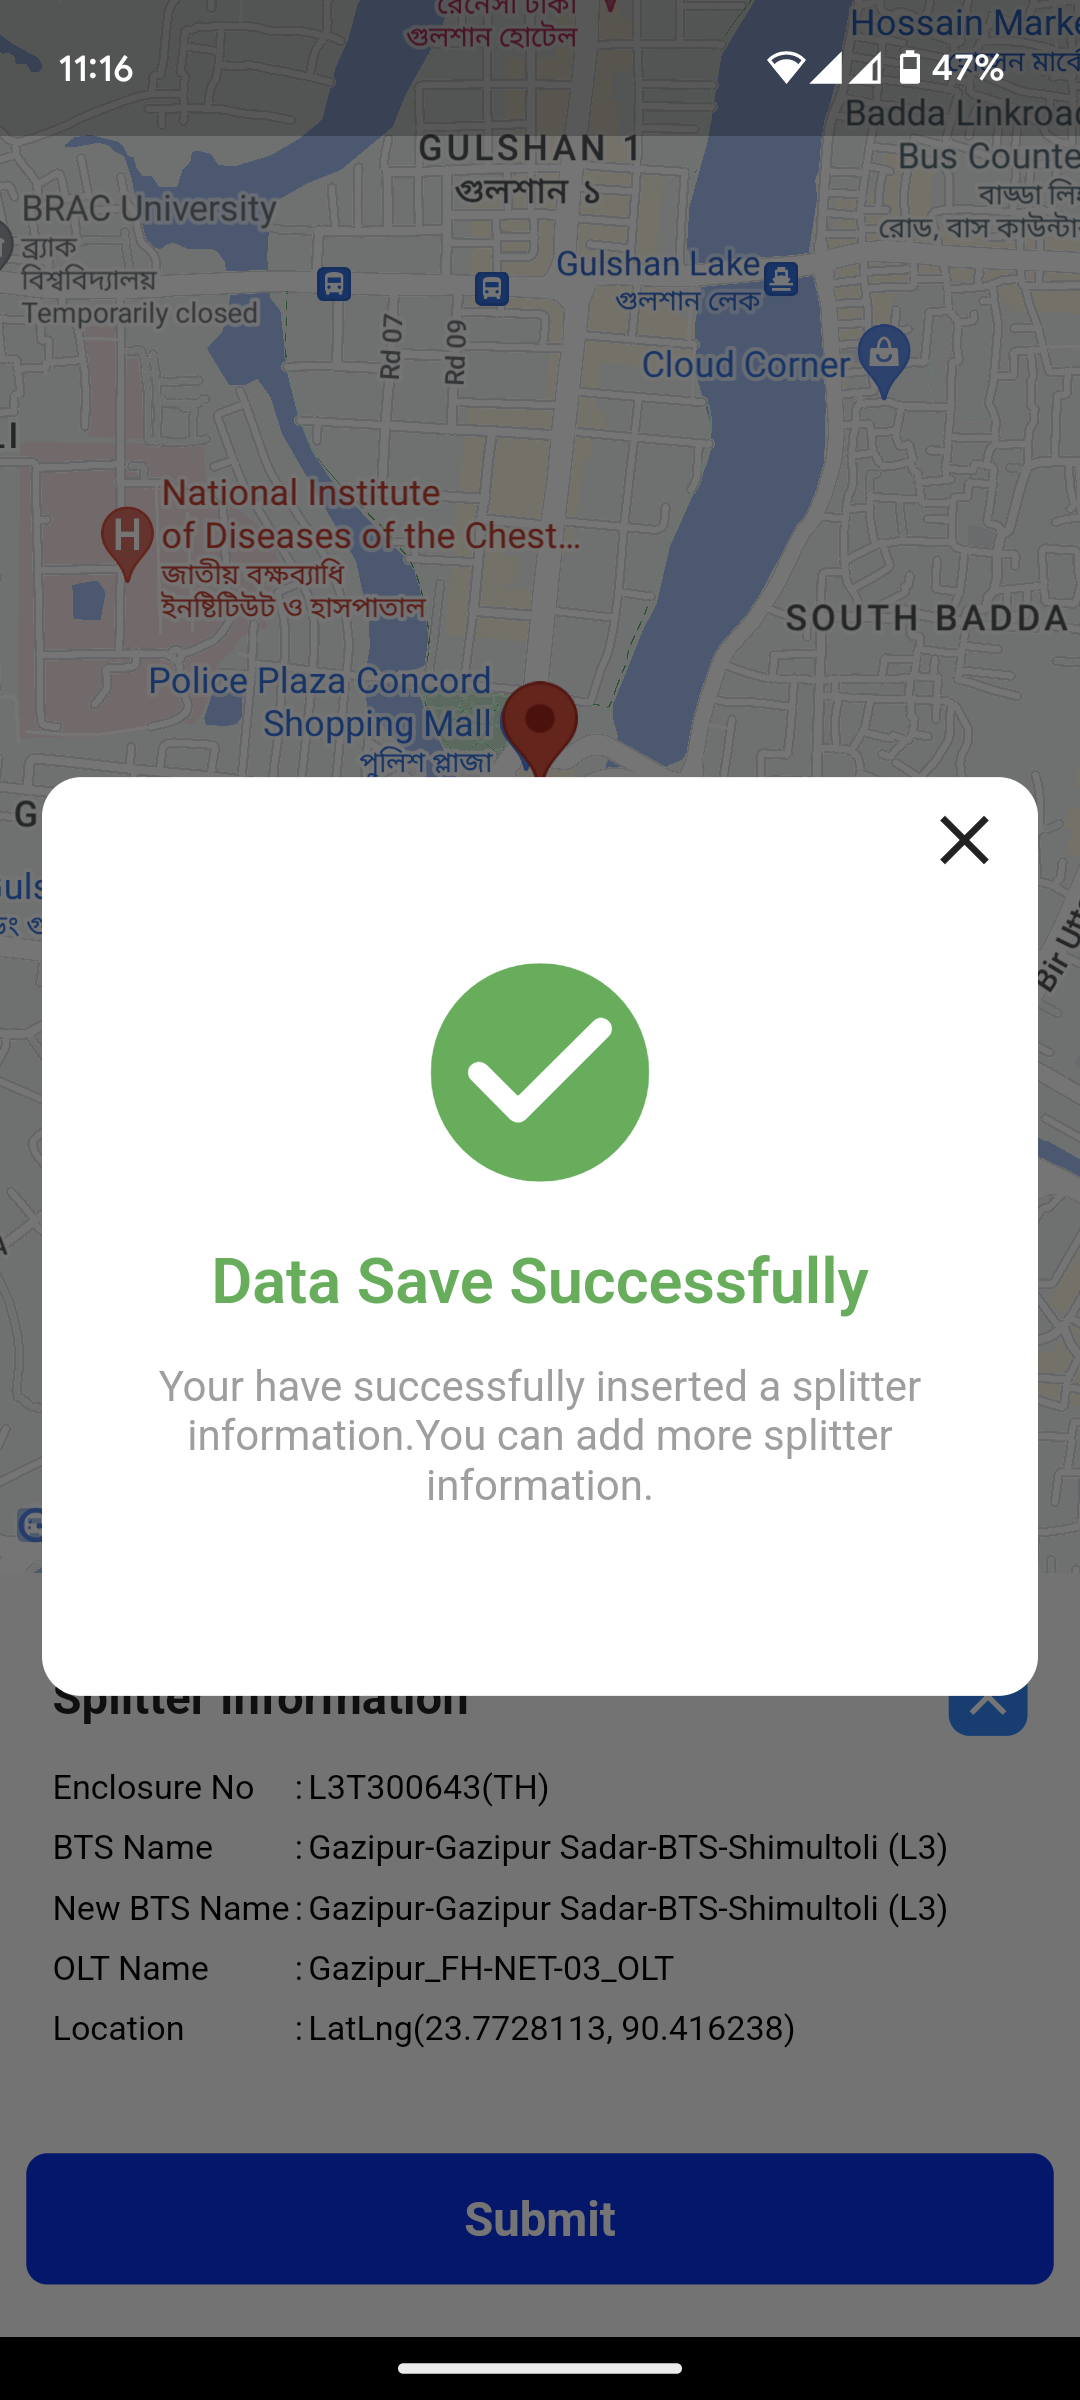 রেনেসা ঢাকা
গুলশান হোটেল
Hossain Marke
11:16
47%
Badda Linkroad
Bus Counte
GULSHAN 1
গুলশান ১
BRAC University
ব্র্যাক
বিশ্ববিদ্যালয়
Temporarily closed
বাড্ডা লিং
রোড, বাস কাউন্টা
Gulshan Lake
গুলশান লেক
Rd 07
Rd 09
Cloud Corner
LI
National Institute
of Diseases of the Chest...
জাতীয় বক্ষব্যাধি
ইনষ্টিটিউট ও হাসপাতাল
H
SOUTH BADDA
Police Plaza Concord
Shopping Mall
পুলিশ প্লাজা
G
Guls
Bir Utt
A
Data Save Successfully
Your have successfully inserted a splitter
information.You can add more splitter
information.
Splitter Information
Enclosure No : L3T300643(TH)
BTS Name : Gazipur-Gazipur Sadar-BTS-Shimultoli (L3)
New BTS Name : Gazipur-Gazipur Sadar-BTS-Shimultoli (L3)
OLT Name : Gazipur_FH-NET-03_OLT
Location : LatLng(23.7728113, 90.416238)
Submit